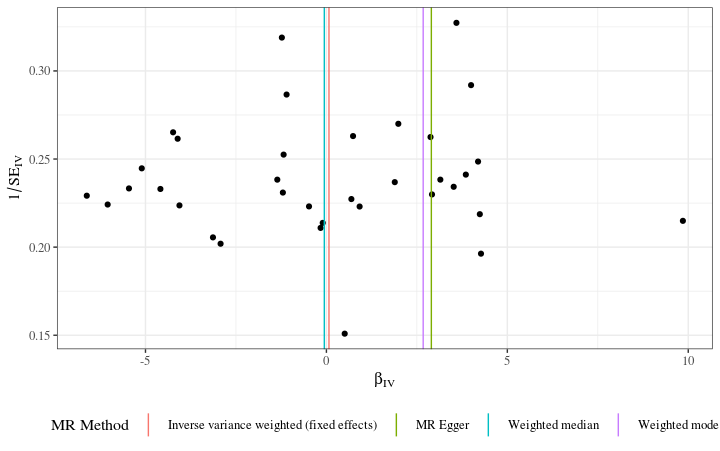 1/SE_IV
0.30
0.25
0.20
0.15
-5
0
5
10
β_IV
MR Method
Inverse variance weighted (fixed effects)
MR Egger
Weighted median
Weighted mode